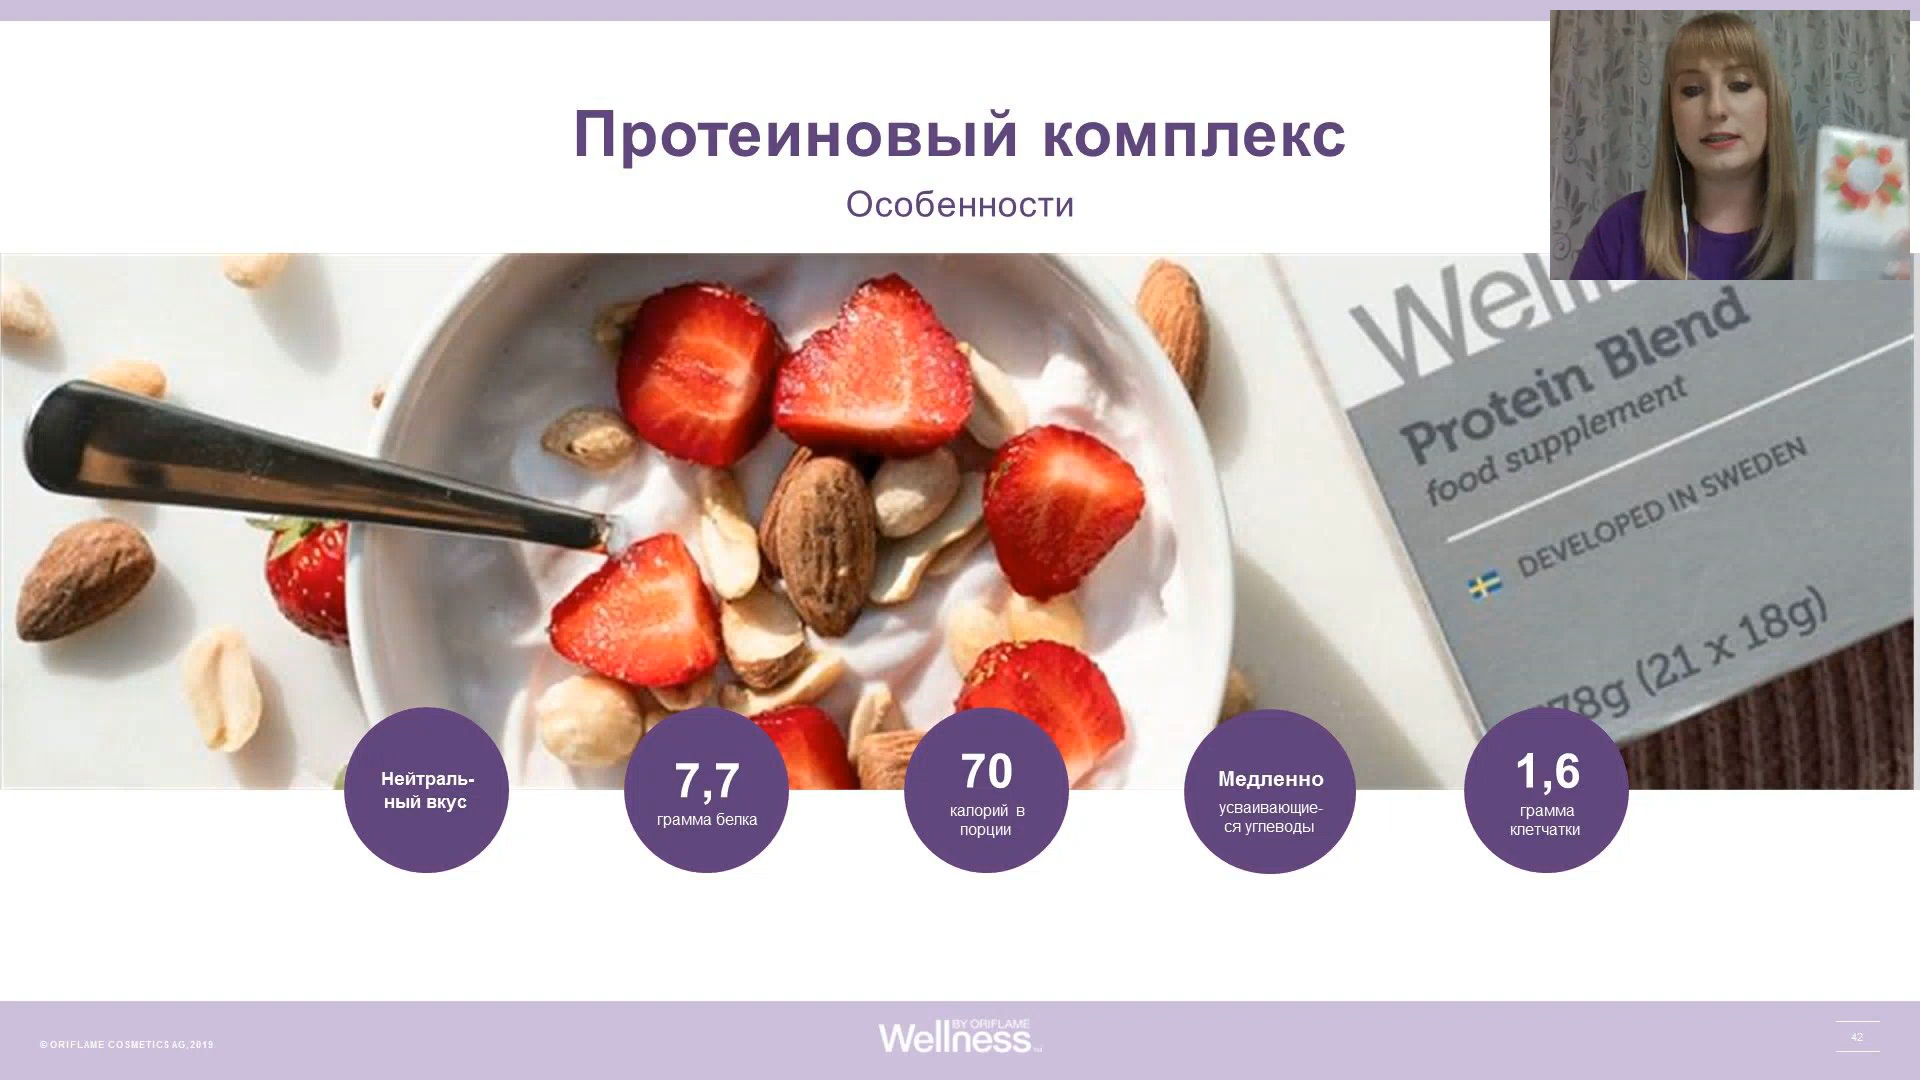 Протеиновый комплекс
Особенности
Protein Blend
food supplement
DEVELOPED IN SWEDEN
78g (21 x 18g)
Нейтраль-
ный вкус
7,7
грамма белка
70
калорий в
порции
Медленно
усваивающие-
ся углеводы
1,6
грамма
клетчатки
© ORIFLAME COSMETICS AG, 2019
BY ORIFLAME
Wellness
42